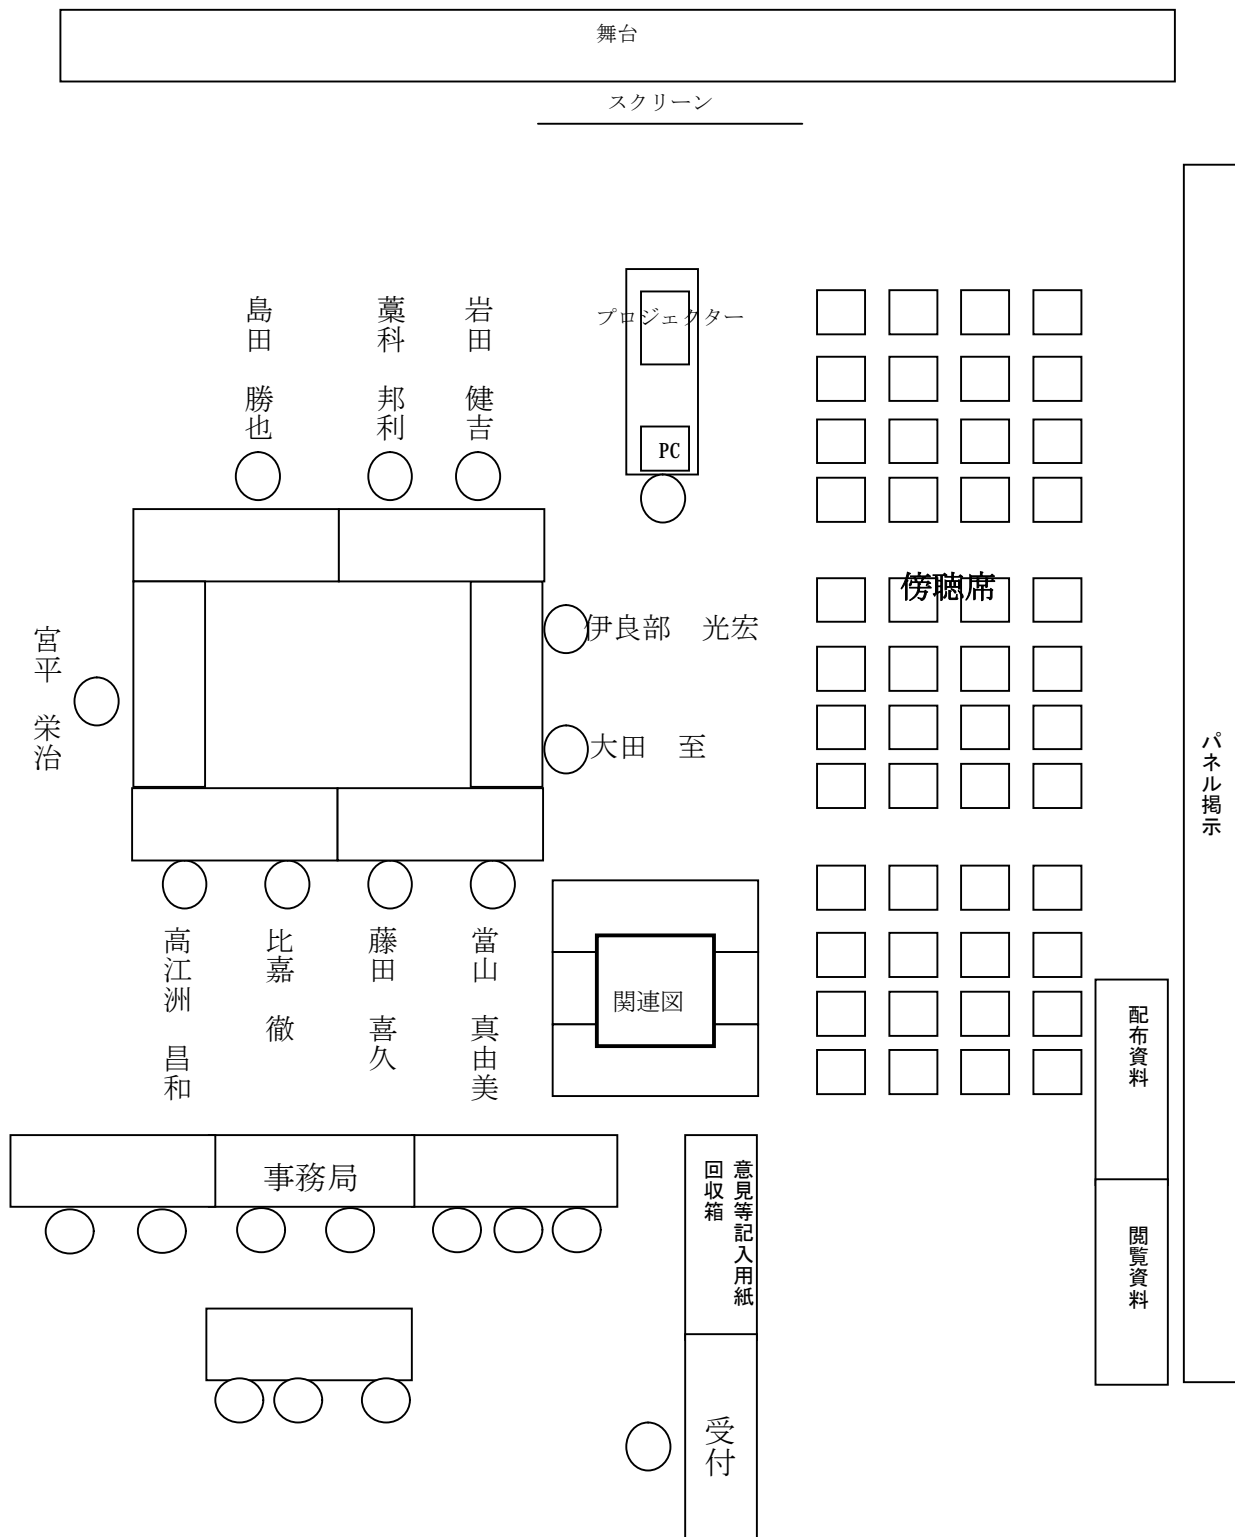 舞台
スクリーン
島田　勝也
藁科　邦利
岩田　健吉
プロジェクター
PC
傍聴席
伊良部　光宏
宮平　栄治
大田　至
パネル掲示
高江洲　昌和
比嘉　徹
藤田　喜久
當山　真由美
関連図
配布資料
事務局
意見等記入用紙
回収箱
閲覧資料
受付